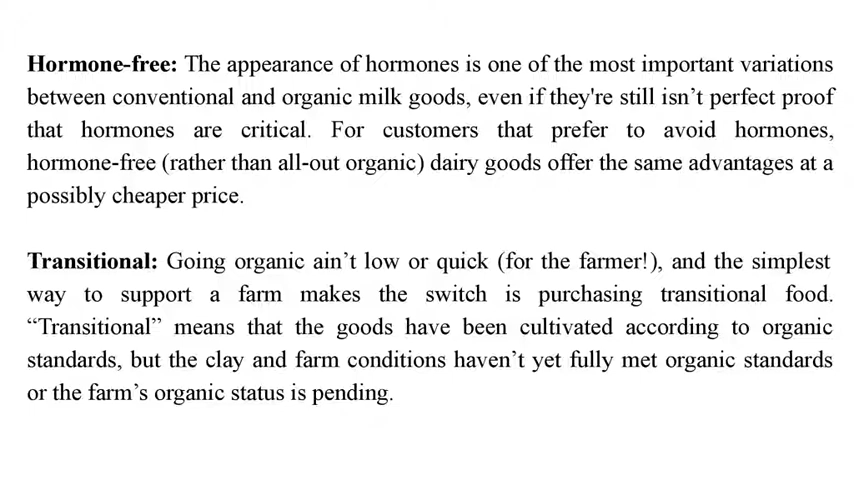 Hormone-free: The appearance of hormones is one of the most important variations
between conventional and organic milk goods, even if they're still isn’t perfect proof
that hormones are critical. For customers that prefer to avoid hormones,
hormone-free (rather than all-out organic) dairy goods offer the same advantages at a
possibly cheaper price.
Transitional: Going organic ain’t low or quick (for the farmer!), and the simplest
way to support a farm makes the switch is purchasing transitional food.
“Transitional” means that the goods have been cultivated according to organic
standards, but the clay and farm conditions haven’t yet fully met organic standards
or the farm’s organic status is pending.